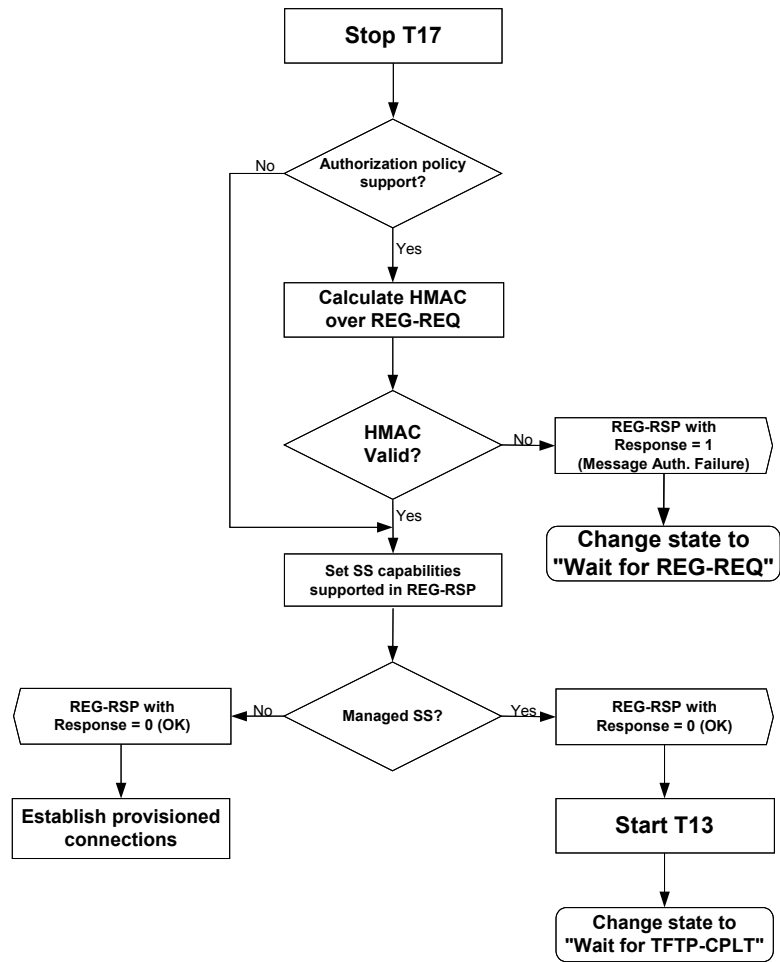 Stop T17
No
Authorization policy
support?
Yes
Calculate HMAC
over REG-REQ
HMAC
Valid?
No
REG-RSP with
Response = 1
(Message Auth. Failure)
Yes
Change state to
"Wait for REG-REQ"
Set SS capabilities
supported in REG-RSP
REG-RSP with
Response = 0 (OK)
No
Managed SS?
Yes
REG-RSP with
Response = 0 (OK)
Establish provisioned
connections
Start T13
Change state to
"Wait for TFTP-CPLT"